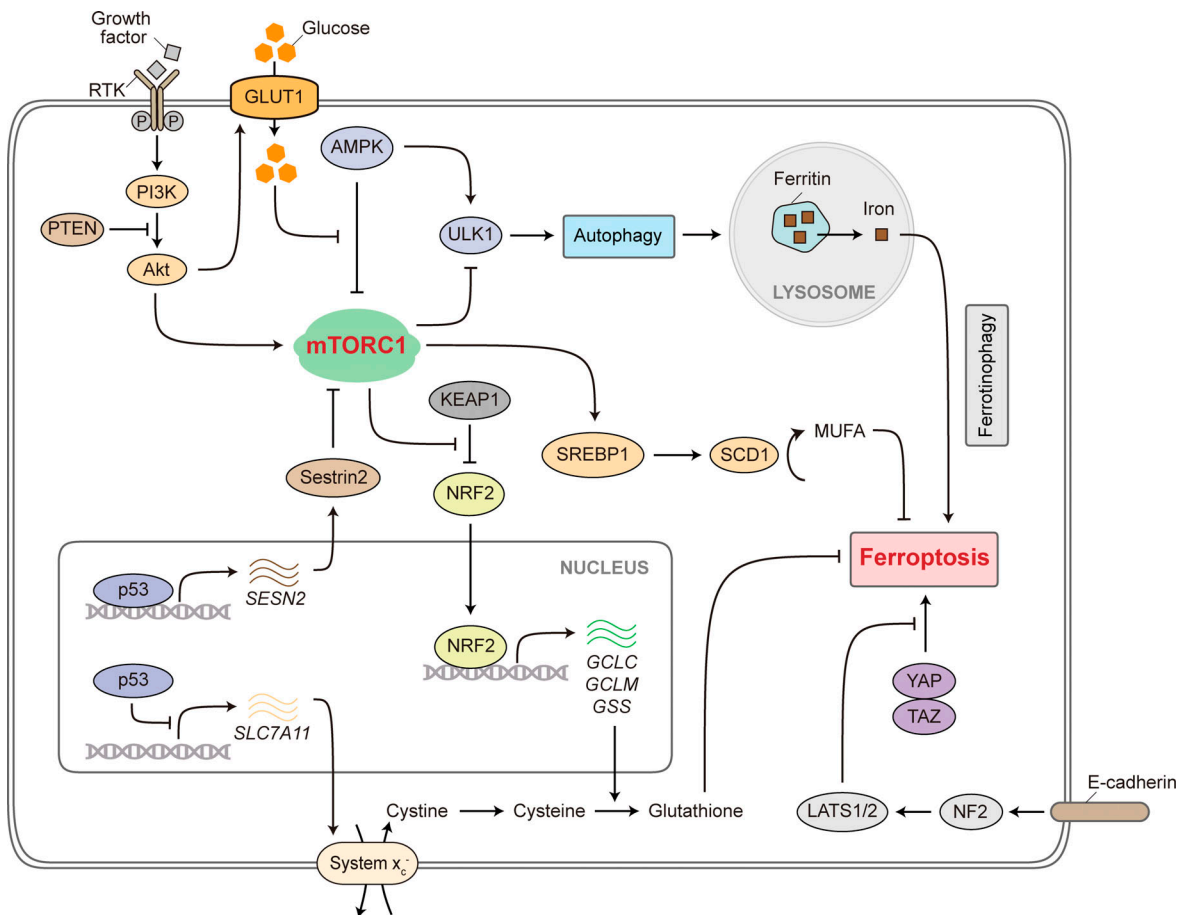 Growth
factor
Glucose
RTK
GLUT1
P
P
AMPK
PI3K
PTEN
Akt
ULK1
Autophagy
Ferritin
Iron
LYSOSOME
mTORC1
Ferrotinophagy
KEAP1
SREBP1
SCD1
MUFA
Sestrin2
NRF2
NUCLEUS
Ferroptosis
p53
SESN2
NRF2
GCLC
GCLM
GSS
p53
SLC7A11
YAP
TAZ
Cystine
Cysteine
Glutathione
LATS1/2
NF2
E-cadherin
System x_c^-